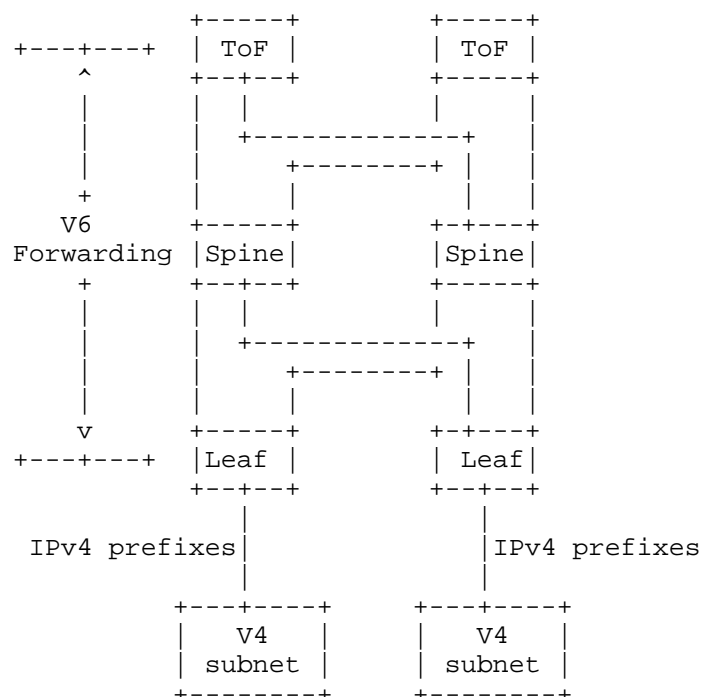 ToF ToF
V6
Forwarding Spine Spine
Leaf Leaf
IPv4 prefixes IPv4 prefixes
V4 V4
subnet subnet